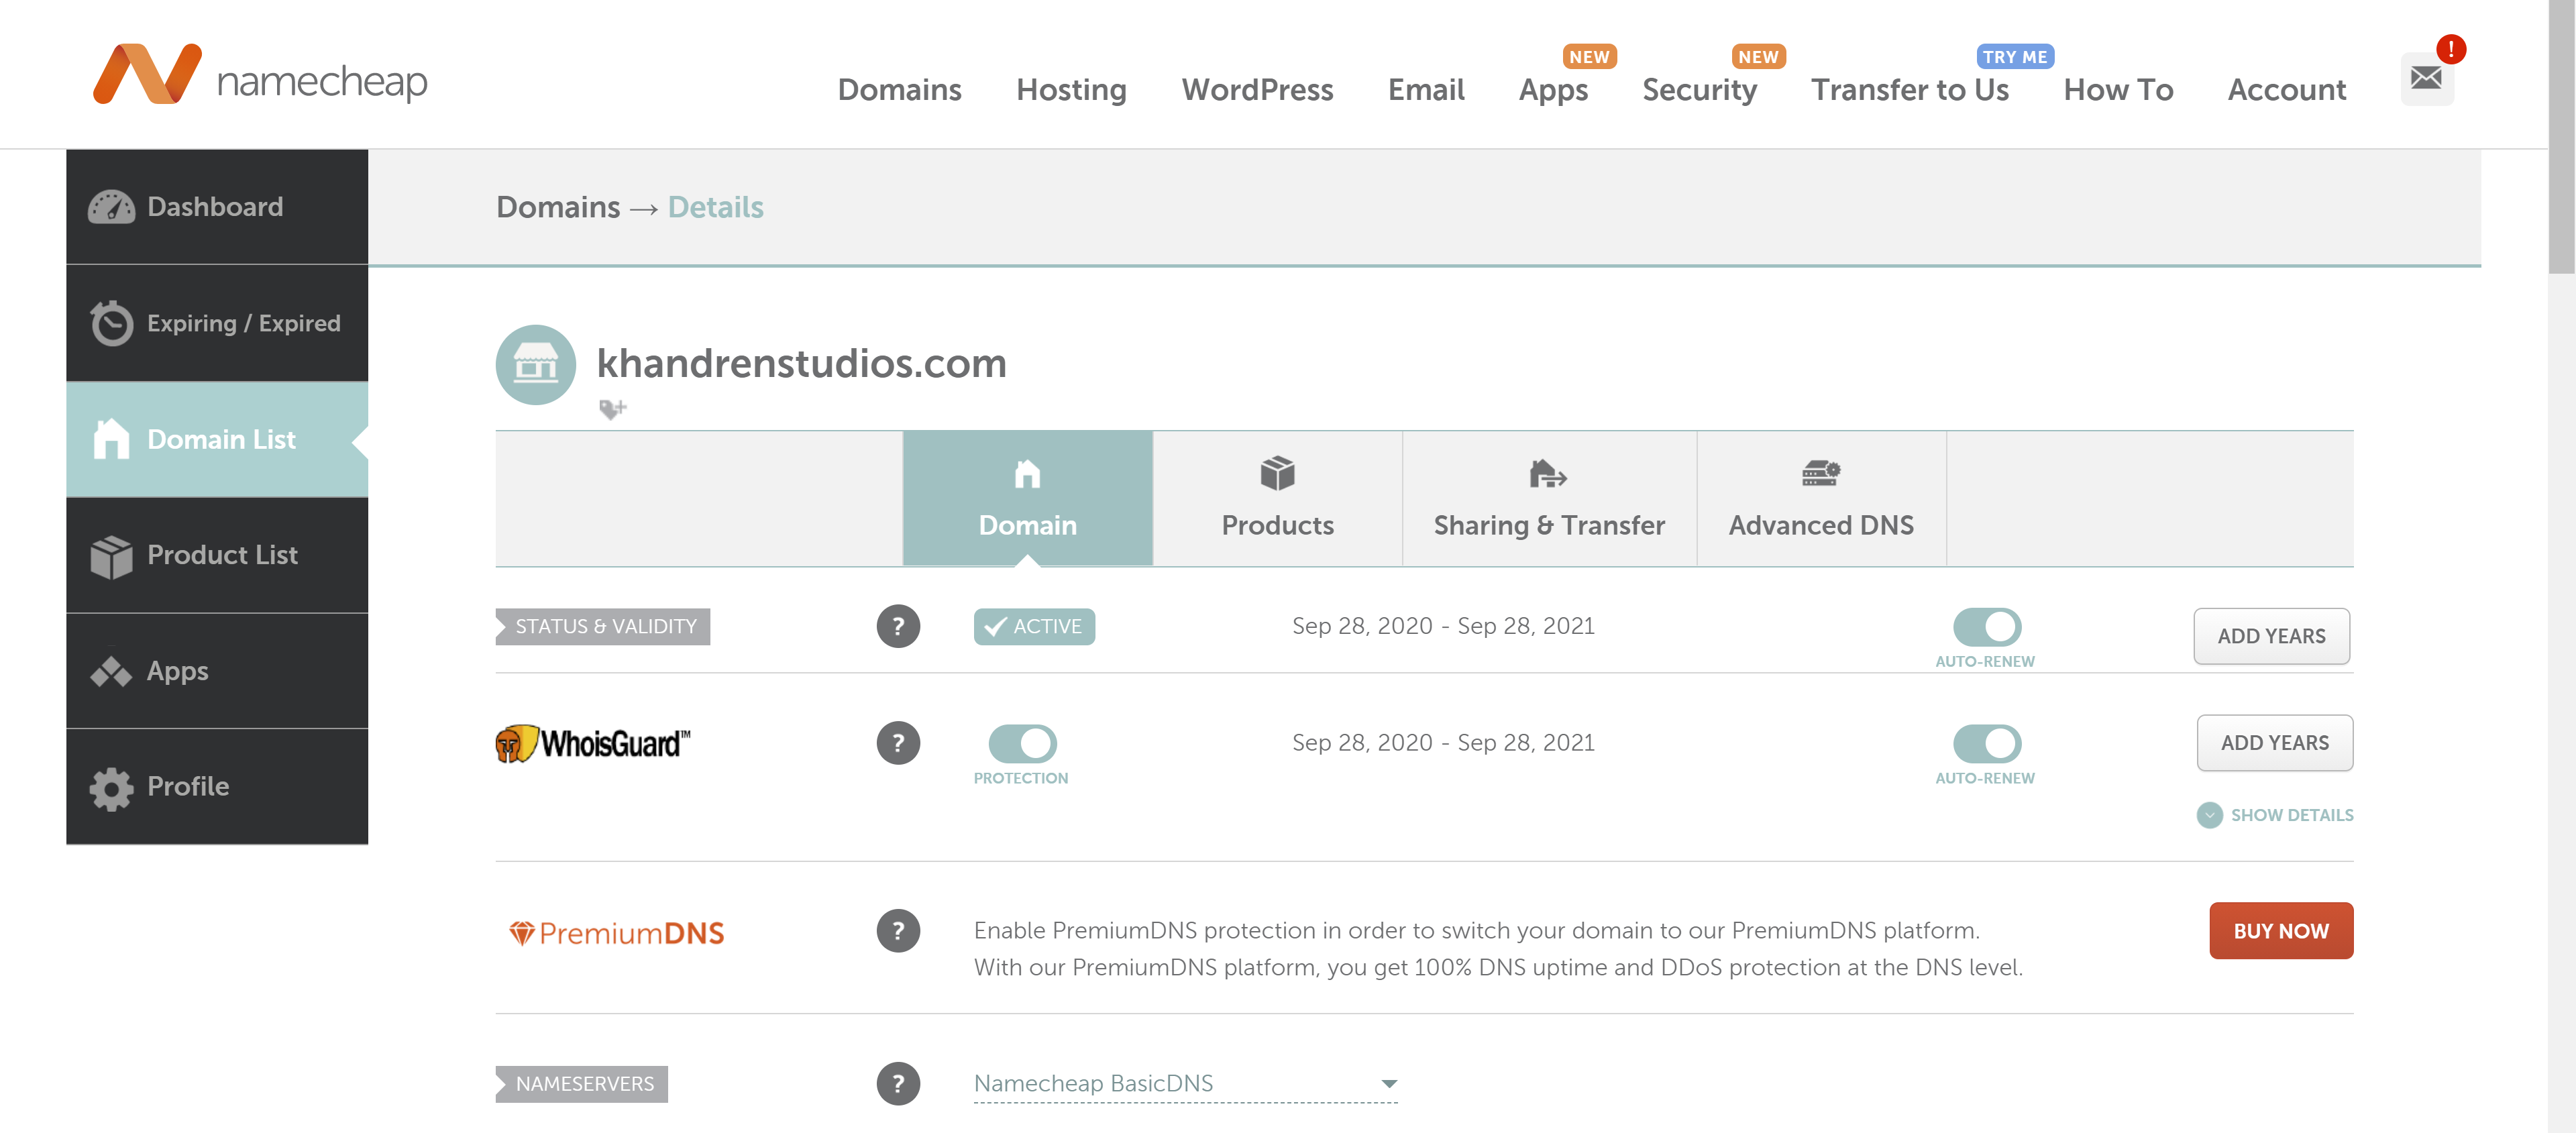 namecheap
Domains
Hosting
WordPress
Email
NEW
Apps
NEW
Security
TRY ME
Transfer to Us
How To
Account
!
Dashboard
Expiring / Expired
Domain List
Product List
Apps
Profile
Domains → Details
khandrenstudios.com
Domain
Products
Sharing & Transfer
Advanced DNS
STATUS & VALIDITY
?
ACTIVE
Sep 28, 2020 - Sep 28, 2021
AUTO-RENEW
ADD YEARS
WhoisGuard™
?
PROTECTION
Sep 28, 2020 - Sep 28, 2021
AUTO-RENEW
ADD YEARS
SHOW DETAILS
PremiumDNS
?
Enable PremiumDNS protection in order to switch your domain to our PremiumDNS platform.
With our PremiumDNS platform, you get 100% DNS uptime and DDoS protection at the DNS level.
BUY NOW
NAMESERVERS
?
Namecheap BasicDNS